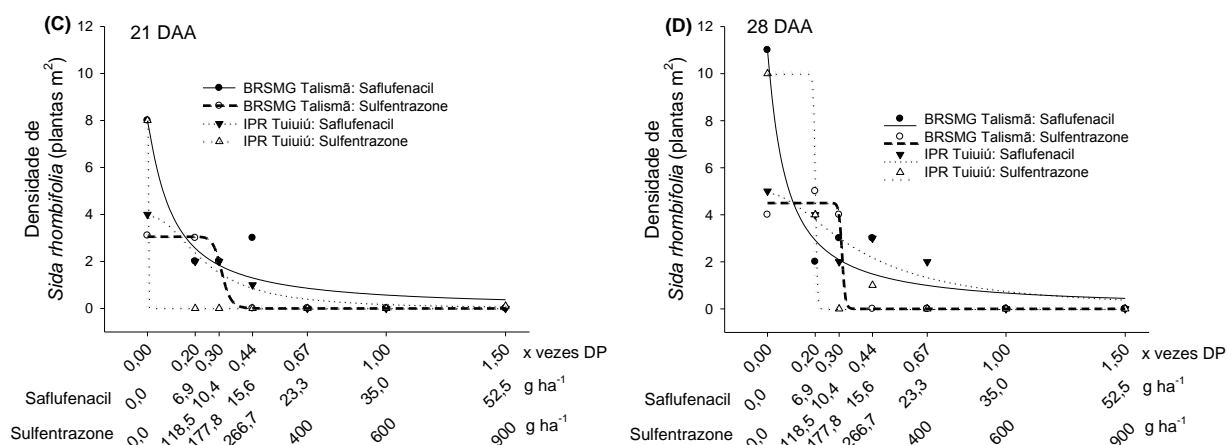 (C)
21 DAA
Densidade de
Sida rhombifolia (plantas m²)
12
10
8
6
4
2
0
BRSMG Talismã: Saflufenacil
BRSMG Talismã: Sulfentrazone
IPR Tuiuiú: Saflufenacil
IPR Tuiuiú: Sulfentrazone
0,00 0,20 0,30 0,44 0,67 1,00 1,50 x vezes DP
Saflufenacil 0,0 6,9 10,4 15,6 23,3 35,0 52,5 g ha⁻¹
Sulfentrazone 0,0 118,5 177,8 266,7 400 600 900 g ha⁻¹
(D)
28 DAA
Densidade de
Sida rhombifolia (plantas m²)
12
10
8
6
4
2
0
BRSMG Talismã: Saflufenacil
BRSMG Talismã: Sulfentrazone
IPR Tuiuiú: Saflufenacil
IPR Tuiuiú: Sulfentrazone
0,00 0,20 0,30 0,44 0,67 1,00 1,50 x vezes DP
Saflufenacil 0,0 6,9 10,4 15,6 23,3 35,0 52,5 g ha⁻¹
Sulfentrazone 0,0 118,5 177,8 266,7 400 600 900 g ha⁻¹